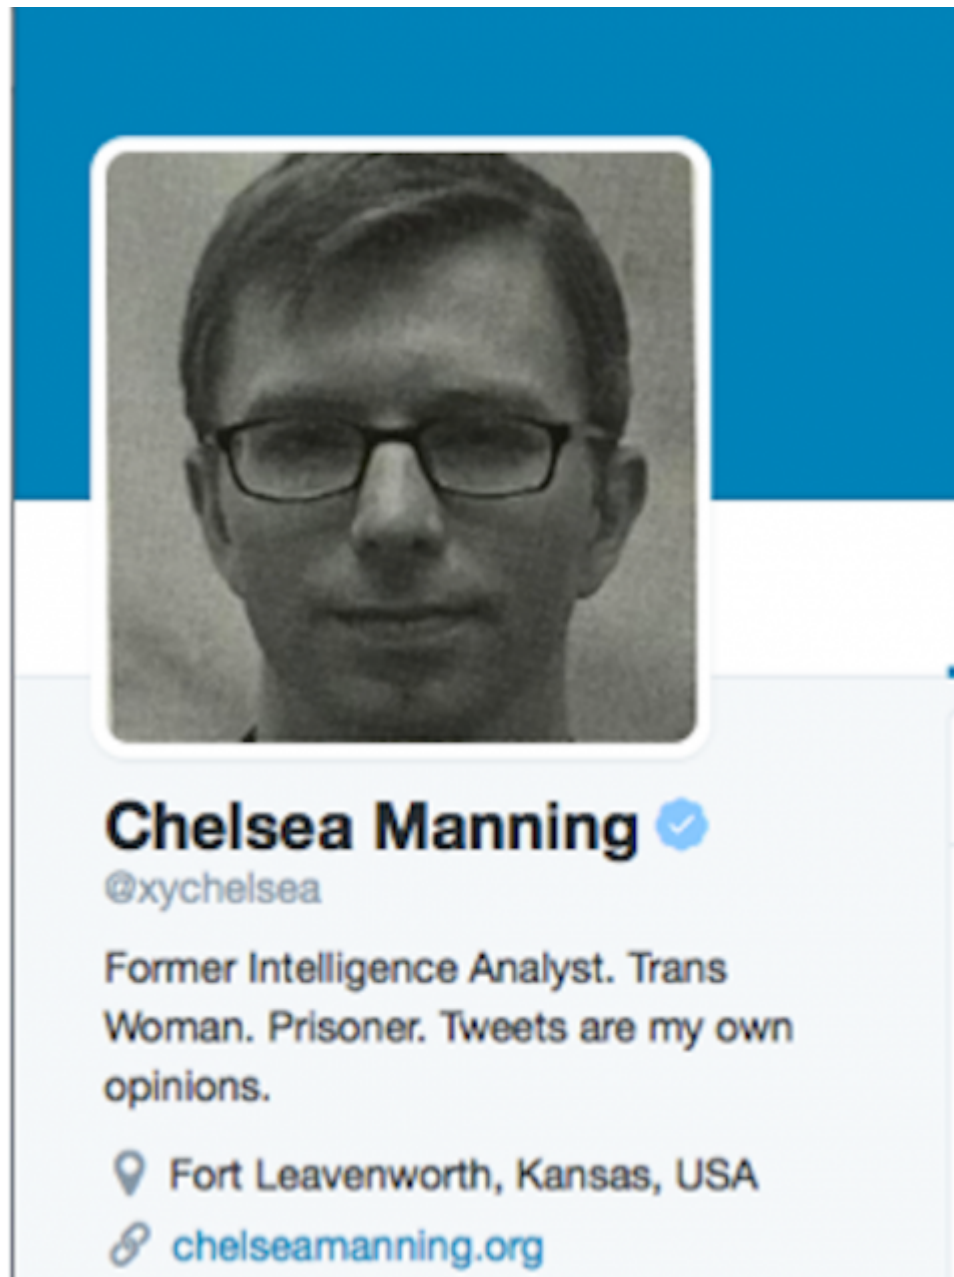 Chelsea Manning
@xychelsea
Former Intelligence Analyst. Trans
Woman. Prisoner. Tweets are my own
opinions.
Fort Leavenworth, Kansas, USA
chelseamanning.org